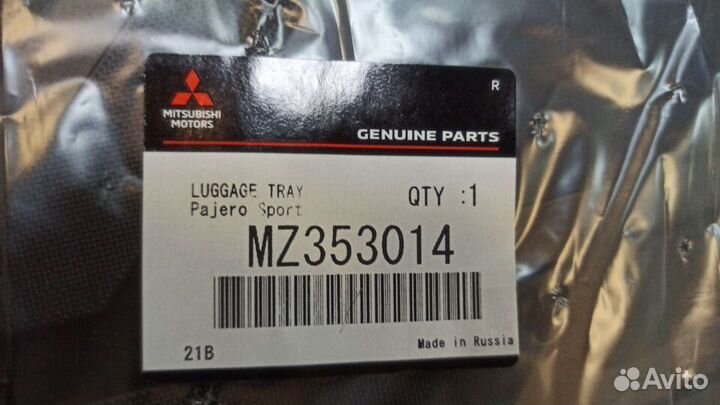 MITSUBISHI
MOTORS
R
GENUINE PARTS
LUGGAGE TRAY
Pajero Sport
QTY :1
MZ353014
21B
Made in Russia
Avito